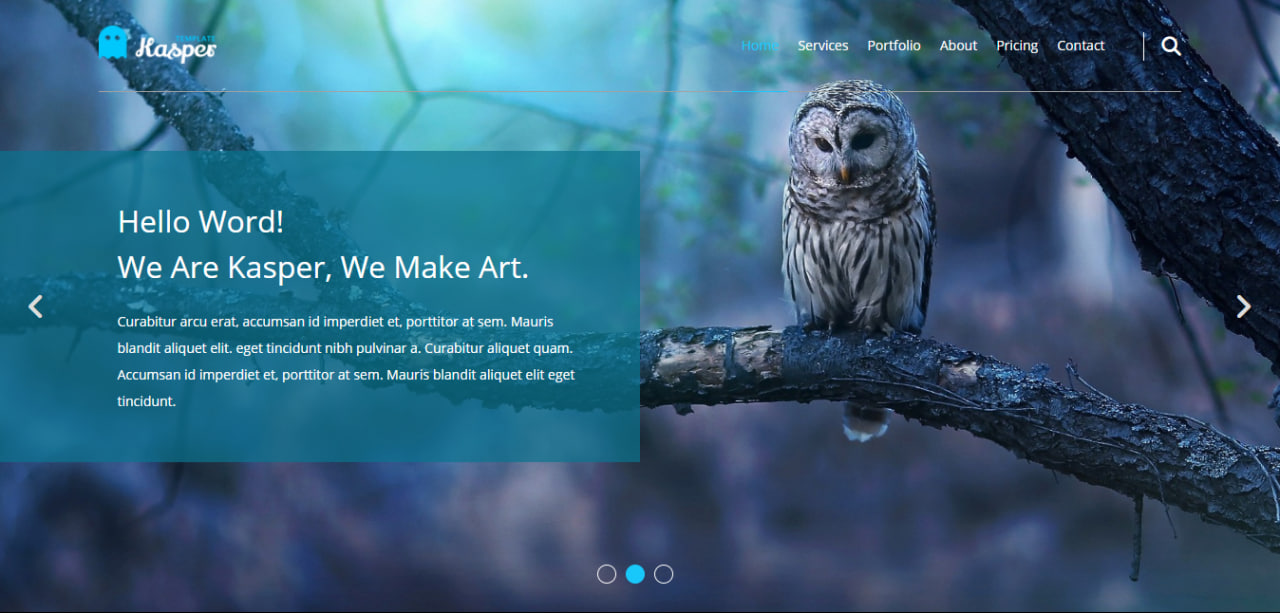 TEMPLATE
Kasper
Home Services Portfolio About Pricing Contact
Hello Word!
We Are Kasper, We Make Art.
Curabitur arcu erat, accumsan id imperdiet et, porttitor at sem. Mauris
blandit aliquet elit. eget tincidunt nibh pulvinar a. Curabitur aliquet quam.
Accumsan id imperdiet et, porttitor at sem. Mauris blandit aliquet elit eget
tincidunt.